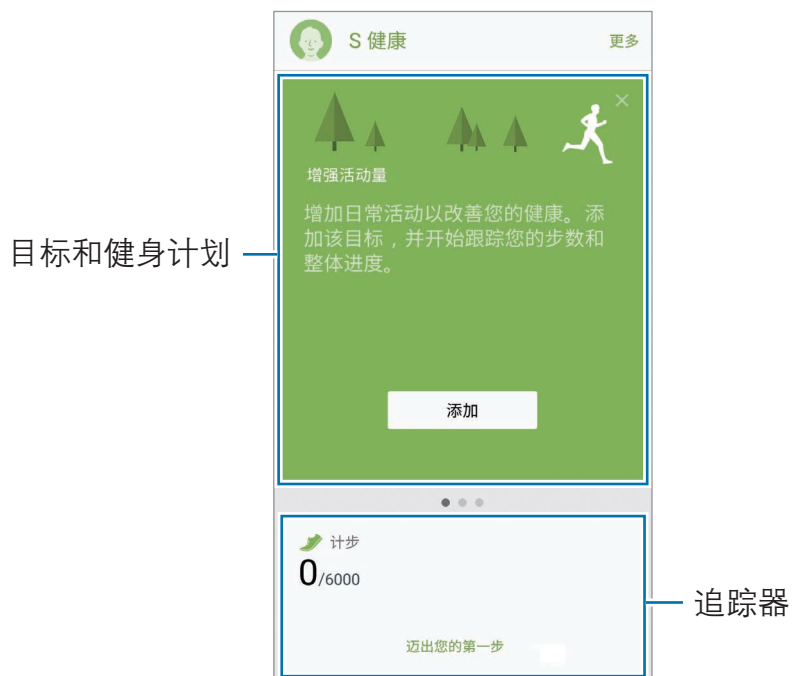 S 健康
更多
增强活动量
增加日常活动以改善您的健康。添
加该目标，并开始跟踪您的步数和
整体进度。
目标和健身计划
添加
计步
0/6000
追踪器
迈出您的第一步